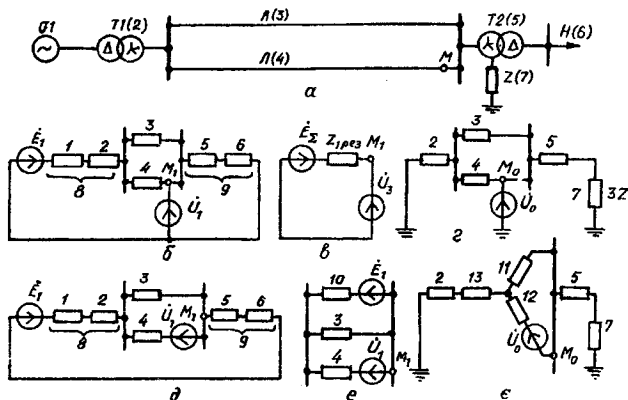 G1 T1(2) Л(3) T2(5) H(6)
Л(4) M Z(7)
а
Ė1 1 2 3 5 6
8 4 M1 9
U̇1
б
ĖΣ Z1рез M1
U̇3
в
2 3 5
4 M0
U̇0 7 3Z
г
Ė1 1 2 3 5 6
8 4 U̇1 M1 9
д
10 Ė1
3
4 U̇1 M1
е
2 13 11 5
12
U̇0 M0 7
є